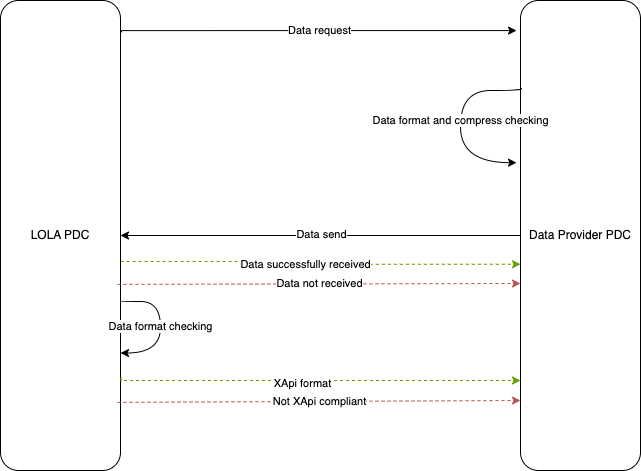 Data request
Data format and compress checking
LOLA PDC
Data send
Data Provider PDC
Data successfully received
Data not received
Data format checking
XApi format
Not XApi compliant